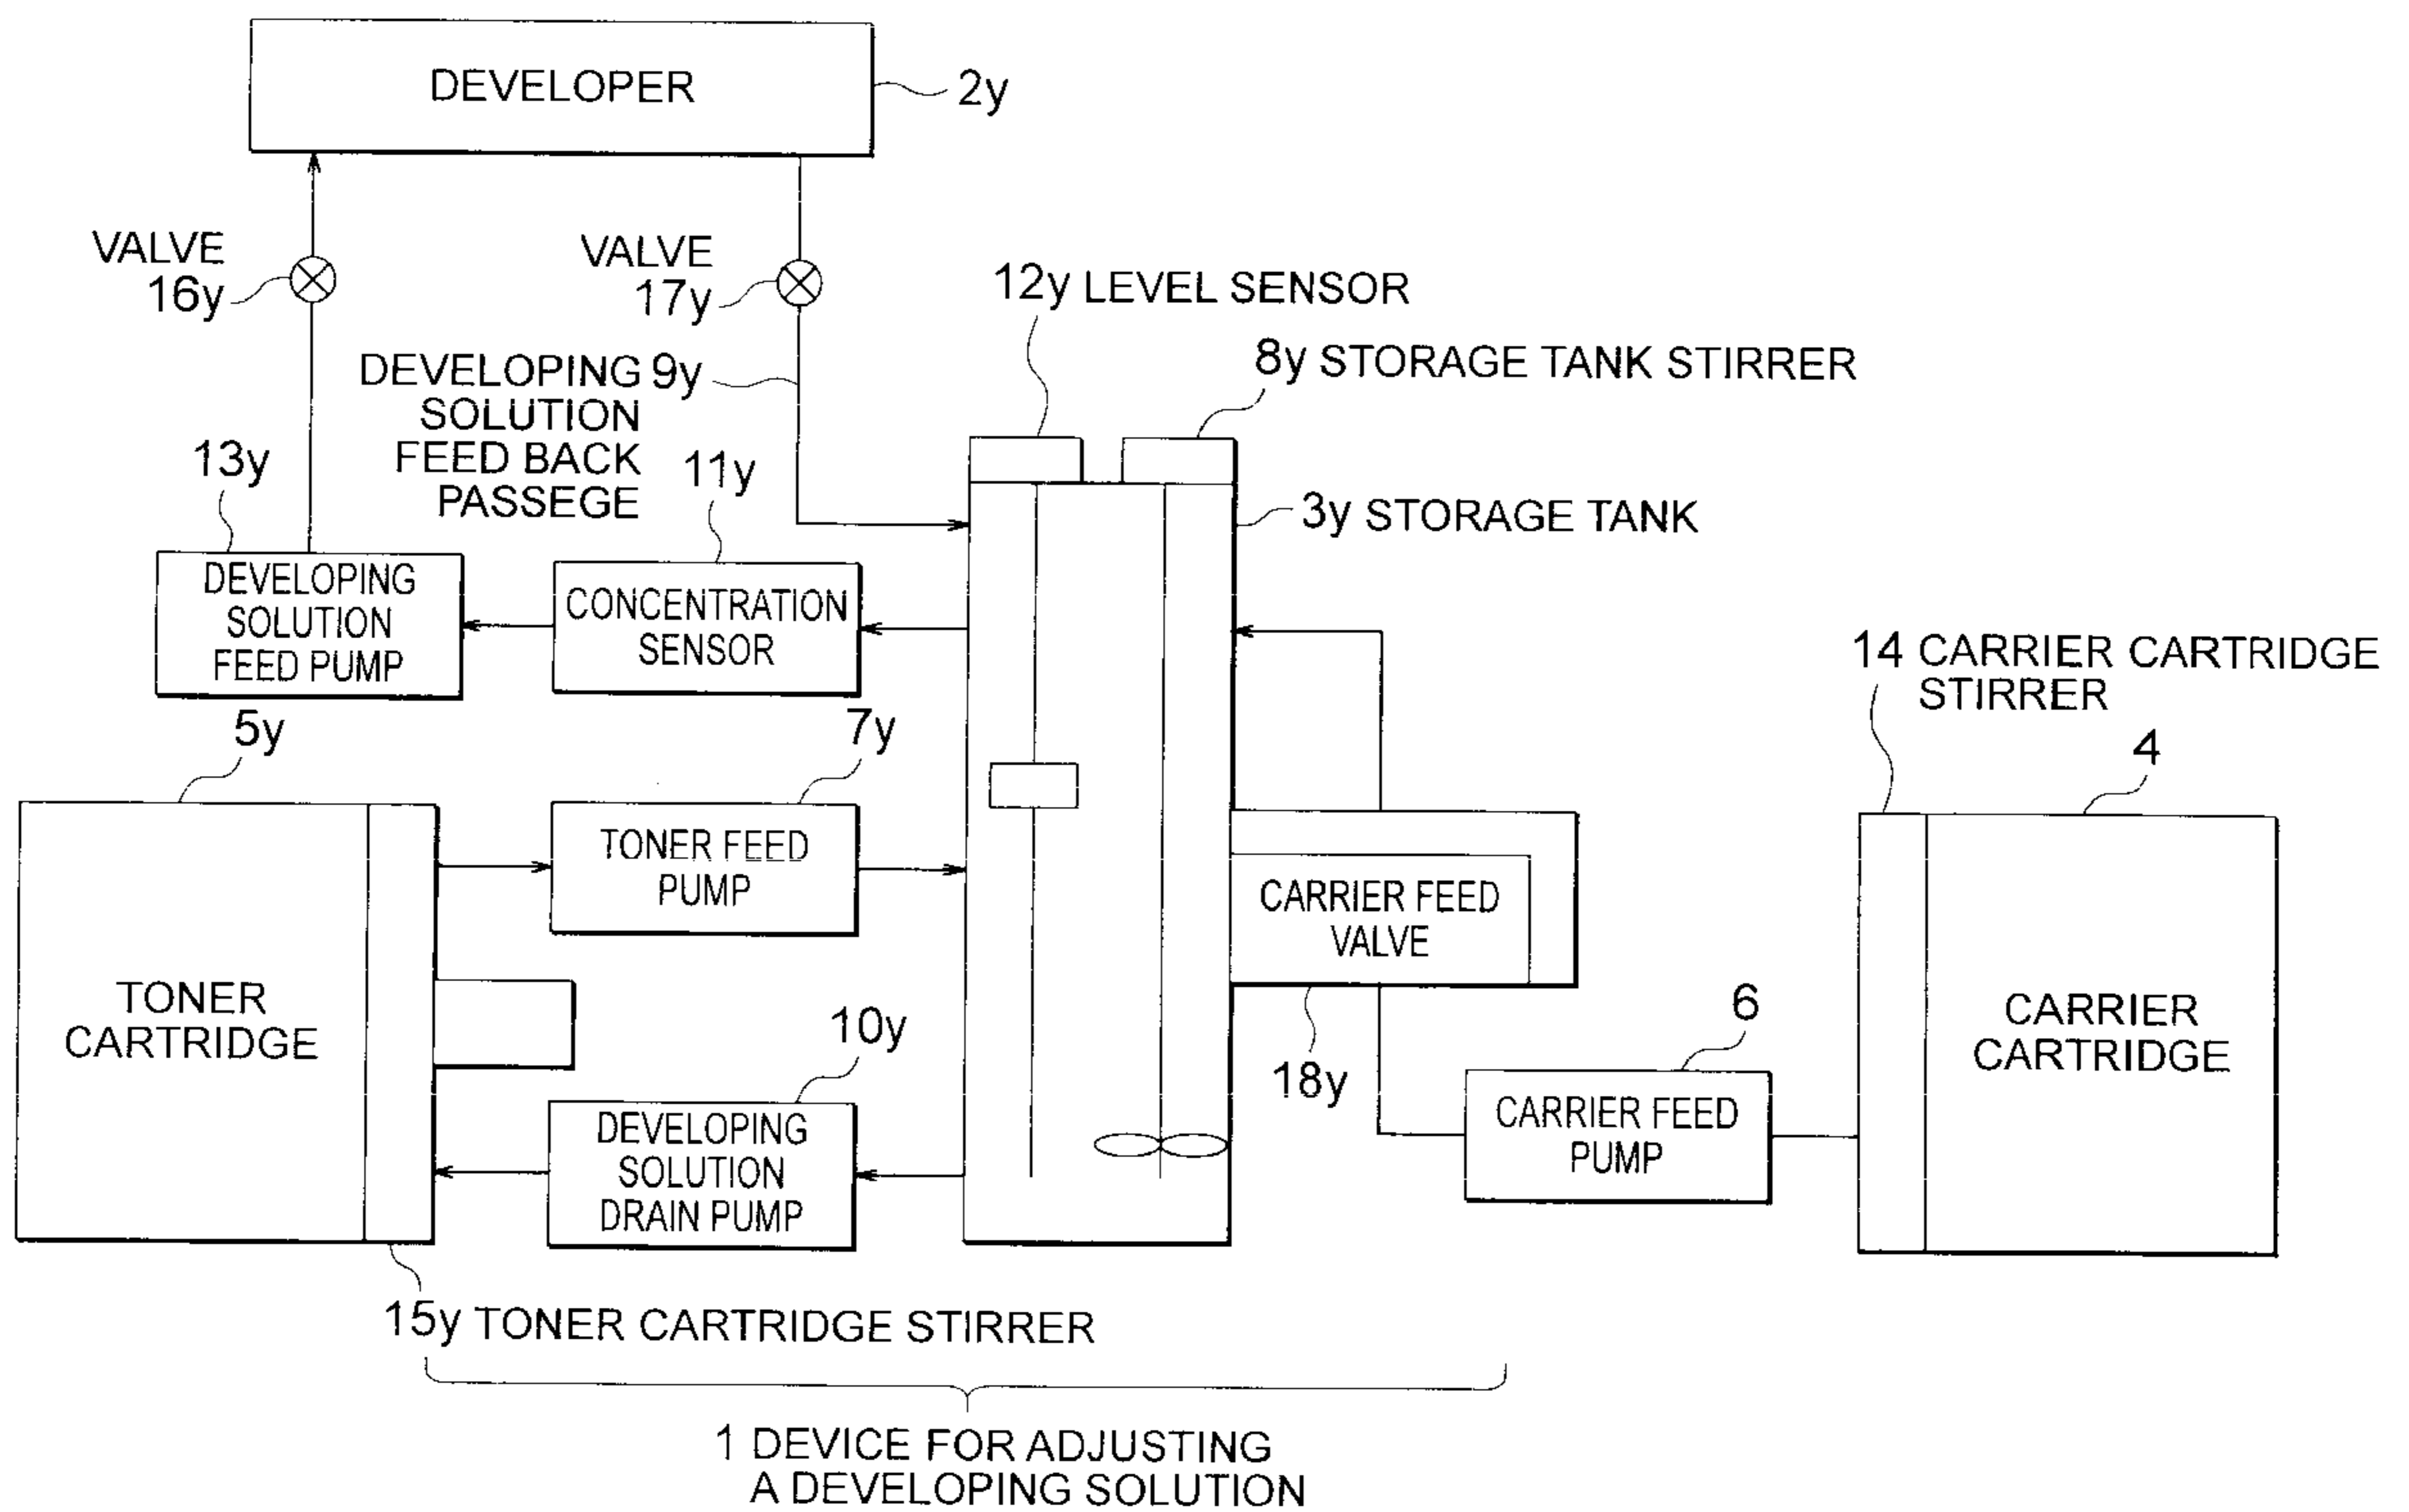 DEVELOPER
2y
VALVE
16y
VALVE
17y
12y LEVEL SENSOR
8y STORAGE TANK STIRRER
DEVELOPING 9y
SOLUTION
FEED BACK
PASSEGE
13y
11y
3y STORAGE TANK
DEVELOPING
SOLUTION
FEED PUMP
CONCENTRATION
SENSOR
14 CARRIER CARTRIDGE
STIRRER
5y
7y
4
TONER FEED
PUMP
CARRIER FEED
VALVE
TONER
CARTRIDGE
10y
18y
6
CARRIER
CARTRIDGE
DEVELOPING
SOLUTION
DRAIN PUMP
CARRIER FEED
PUMP
15y TONER CARTRIDGE STIRRER
1 DEVICE FOR ADJUSTING
A DEVELOPING SOLUTION